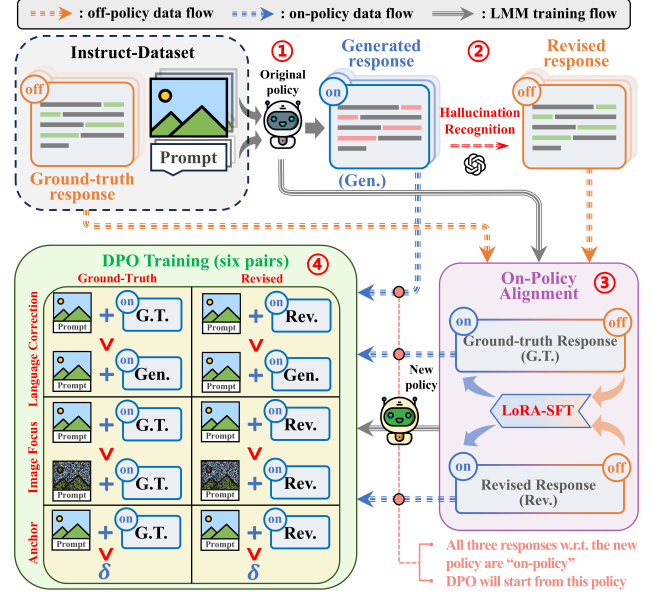 : off-policy data flow
: on-policy data flow
: LMM training flow
Instruct-Dataset
①
Original
policy
Generated
response
②
Revised
response
off
Prompt
Ground-truth
response
on
(Gen.)
Hallucination
Recognition
off
DPO Training (six pairs)
④
Ground-Truth
Revised
Language Correction
Prompt
+
on
G.T.
Prompt
+
on
Rev.
>
>
Prompt
+
on
Gen.
Prompt
+
on
Gen.
Image Focus
Prompt
+
on
G.T.
Prompt
+
on
Rev.
>
>
Prompt
+
on
G.T.
Prompt
+
on
Rev.
Anchor
Prompt
+
on
G.T.
Prompt
+
on
Rev.
>
>
δ
δ
New
policy
On-Policy
Alignment
③
on
off
Ground-truth Response
(G.T.)
LoRA-SFT
on
off
Revised Response
(Rev.)
All three responses w.r.t. the new
policy are “on-policy”
DPO will start from this policy